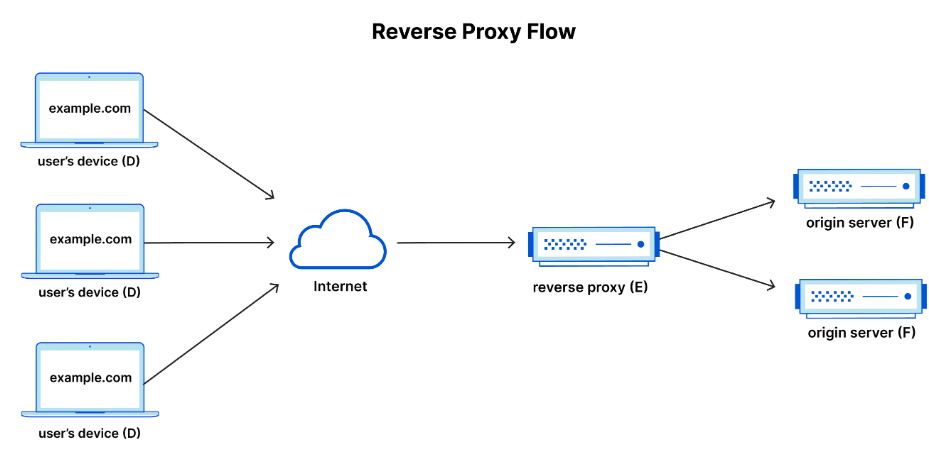 Reverse Proxy Flow
example.com
user's device (D)
example.com
user's device (D)
example.com
user's device (D)
Internet
reverse proxy (E)
origin server (F)
origin server (F)